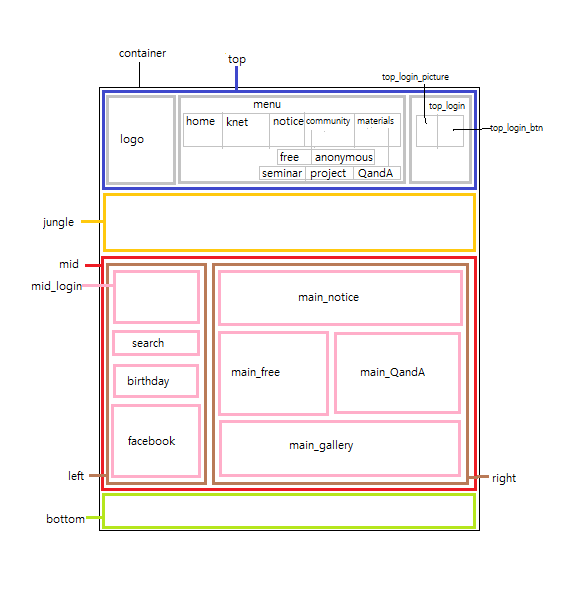 container
top
top_login_picture
menu
top_login
home knet notice community materials
top_login_btn
logo
free anonymous
seminar project QandA
jungle
mid
mid_login
main_notice
search
main_free
main_QandA
birthday
facebook
main_gallery
left
right
bottom